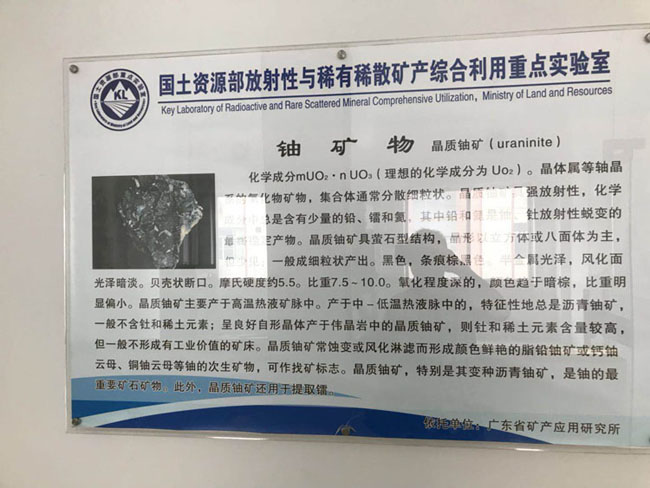 国土资源部放射性与稀有稀散矿产综合利用重点实验室
Key Laboratory of Radioactive and Rare Scattered Mineral Comprehensive Utilization, Ministry of Land and Resources
KL
铀矿物 晶质铀矿（uraninite）
化学成分mUO₂·nUO₃（理想的化学成分为Uo₂）。晶体属等轴晶
系的氧化物矿物，集合体通常分散细粒状。晶质铀矿具强放射性，化学
成分中总是含有少量的铅、镭和氦，其中铅和氦是铀、钍放射性蜕变的
最终稳定产物。晶质铀矿具萤石型结构，晶形以立方体或八面体为主，
一般成细粒状产出。黑色，条痕棕黑色，半金属光泽，风化面
光泽暗淡。贝壳状断口。摩氏硬度约5.5。比重7.5~10.0。氧化程度深的，颜色趋于暗棕，比重明
显偏小。晶质铀矿主要产于高温热液矿脉中。产于中－低温热液脉中的，特征性地总是沥青铀矿，
一般不含钍和稀土元素；呈良好自形晶体产于伟晶岩中的晶质铀矿，则钍和稀土元素含量较高，
但一般不形成有工业价值的矿床。晶质铀矿常蚀变或风化淋滤而形成颜色鲜艳的脂铅铀矿或钙铀
云母、铜铀云母等铀的次生矿物，可作找矿标志。晶质铀矿，特别是其变种沥青铀矿，是铀的最
重要矿石矿物。此外，晶质铀矿还用于提取镭。
依托单位：广东省矿产应用研究所